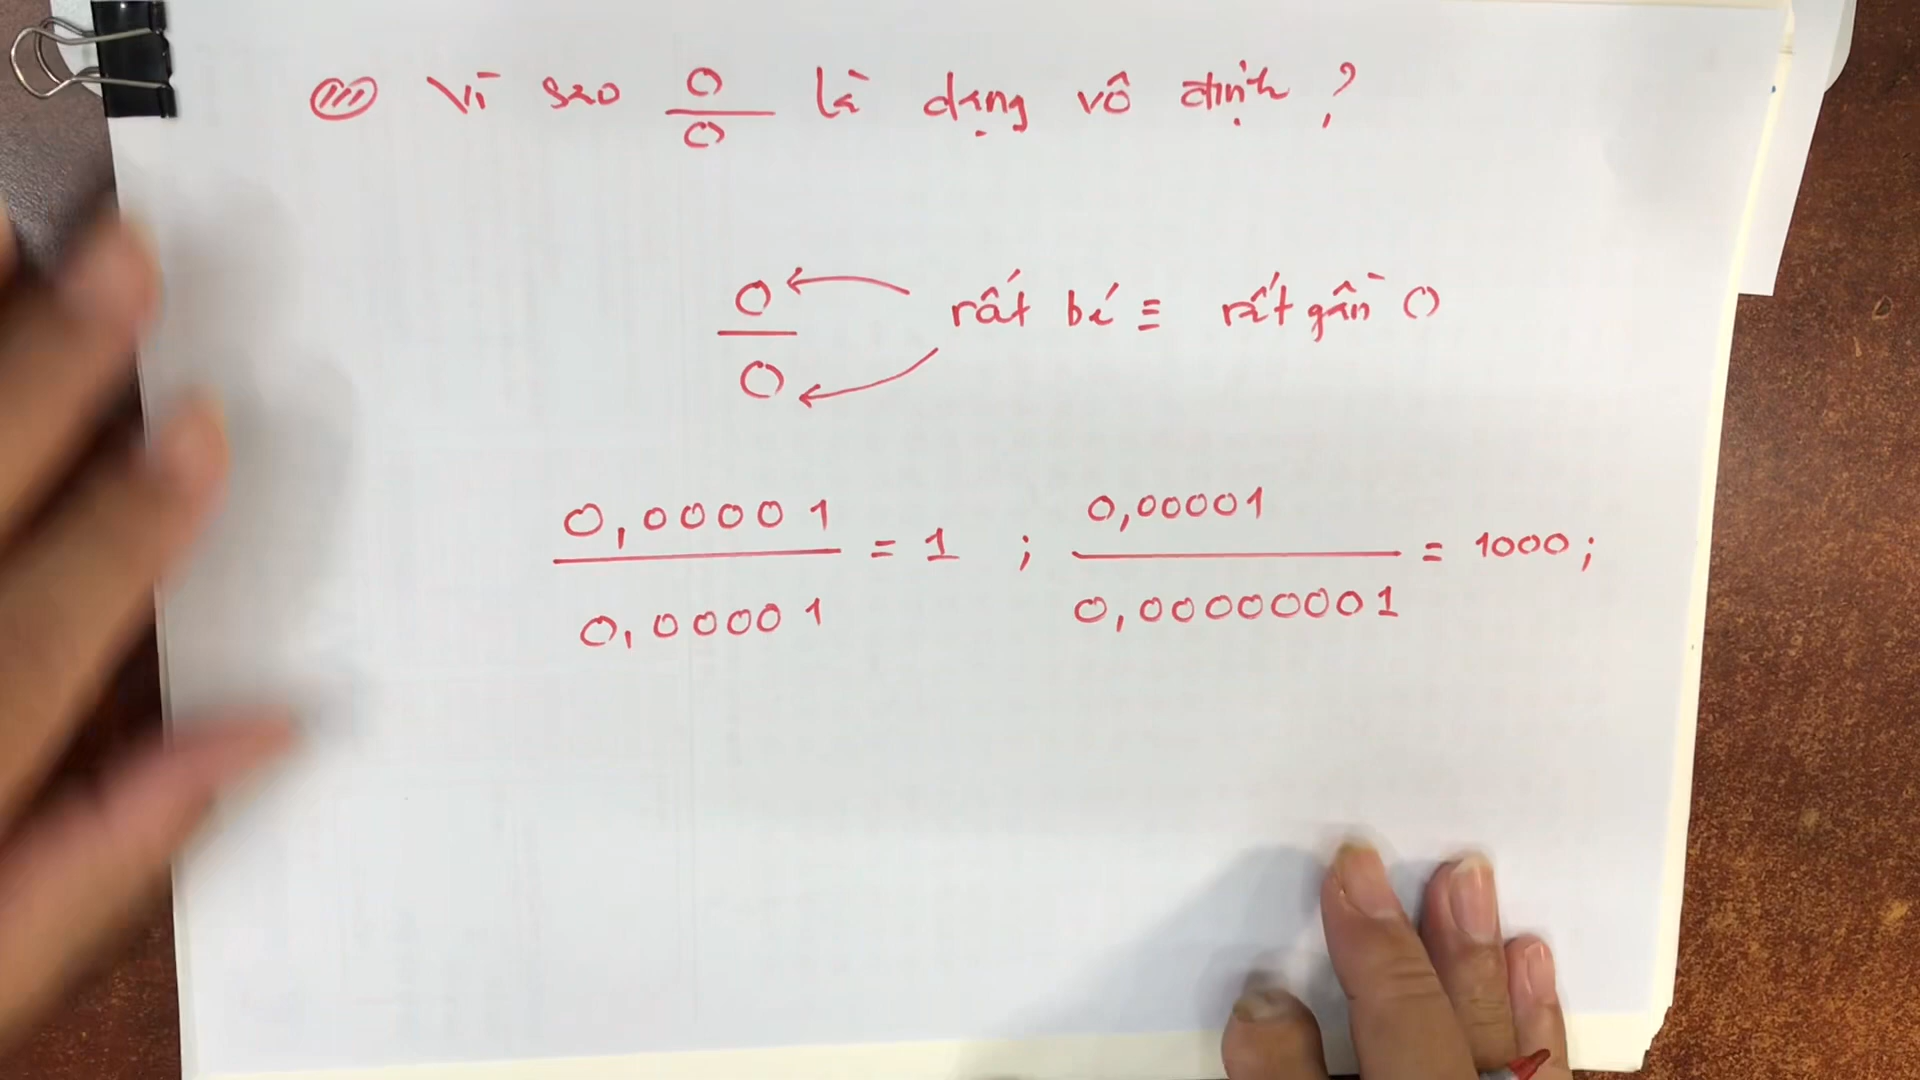 (III) Vì sao 0/0 là dạng vô định ?
0/0 rất bé ≡ rất gần 0
0,00001/0,00001 = 1 ; 0,00001/0,00000001 = 1000 ;